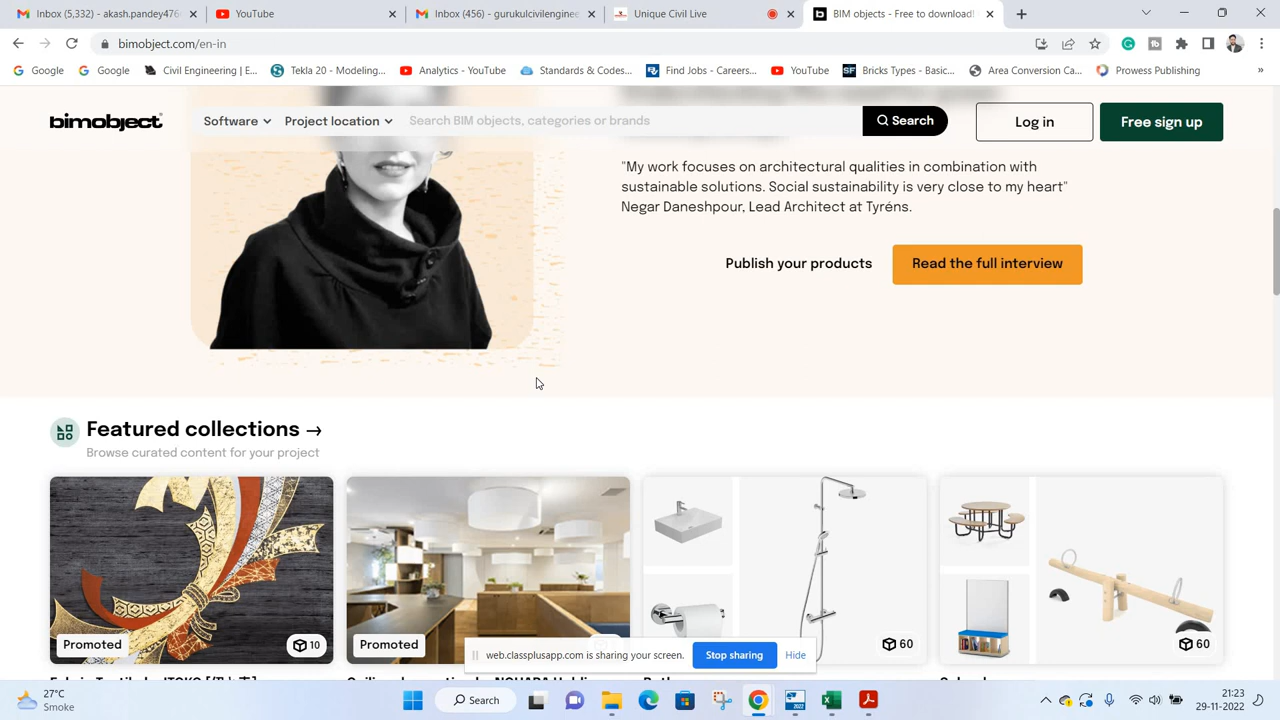 Inbox (5,332) - akash.pandey476
YouTube
Inbox (456) - gurukulcivilengine
Unique Civil Live
BIM objects - Free to download!
bimobject.com/en-in
Google
Google
Civil Engineering | E...
Tekla 20 - Modeling...
Analytics - YouTube
Standards & Codes...
Find Jobs - Careers...
YouTube
SF Bricks Types - Basic...
Area Conversion Ca...
Prowess Publishing
»
bimobject®
Software
Project location
Search BIM objects, categories or brands
Search
Log in
Free sign up
"My work focuses on architectural qualities in combination with
sustainable solutions. Social sustainability is very close to my heart"
Negar Daneshpour, Lead Architect at Tyréns.
Publish your products
Read the full interview
Featured collections →
Browse curated content for your project
Promoted
10
Promoted
60
60
web.classplusapp.com is sharing your screen.
Stop sharing
Hide
27°C
Smoke
Search
21:23
29-11-2022